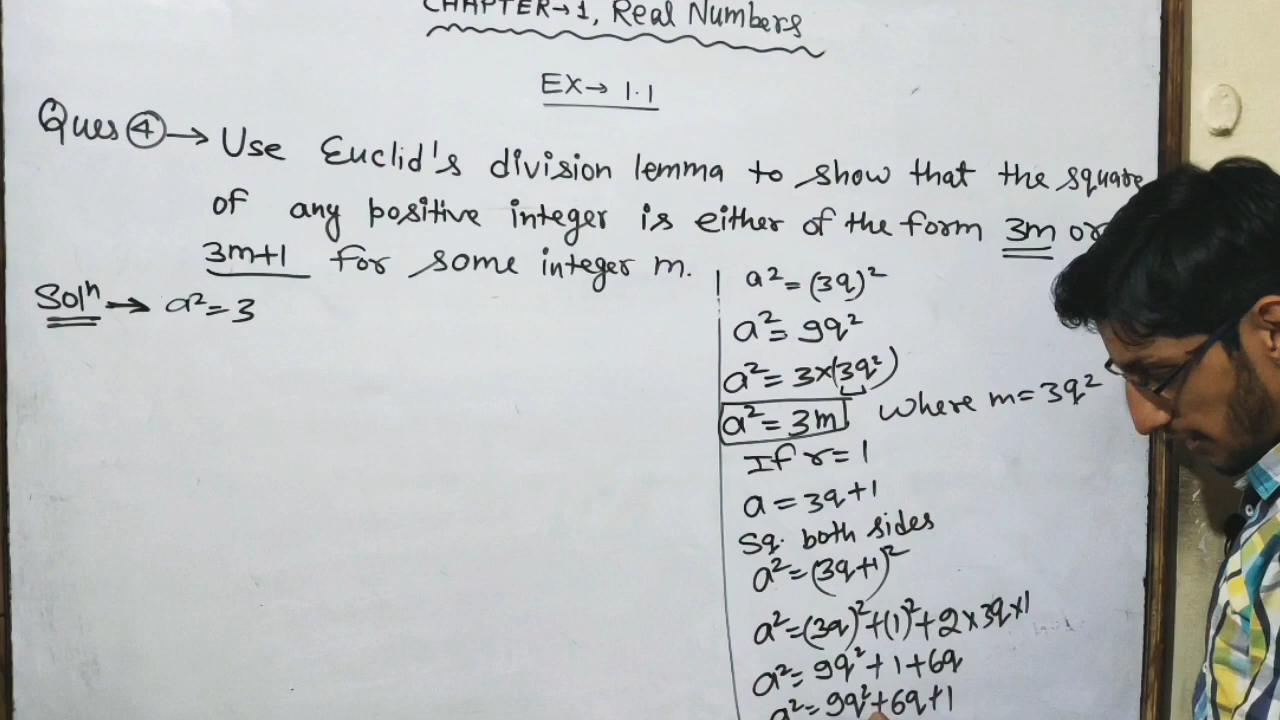 CHAPTER→1, Real Numbers
EX→ 1.1
Ques ④→ Use Euclid's division lemma to show that the square
of any positive integer is either of the form 3m or
3m+1 for some integer m.
Solⁿ → a²=3
a²=(3q)²
a²=9q²
a²=3×(3q²)
a²=3m where m=3q²
If r=1
a=3q+1
Sq. both sides
a²=(3q+1)²
a²=(3q)²+(1)²+2×3q×1
a²=9q²+1+6q
a²=9q²+6q+1